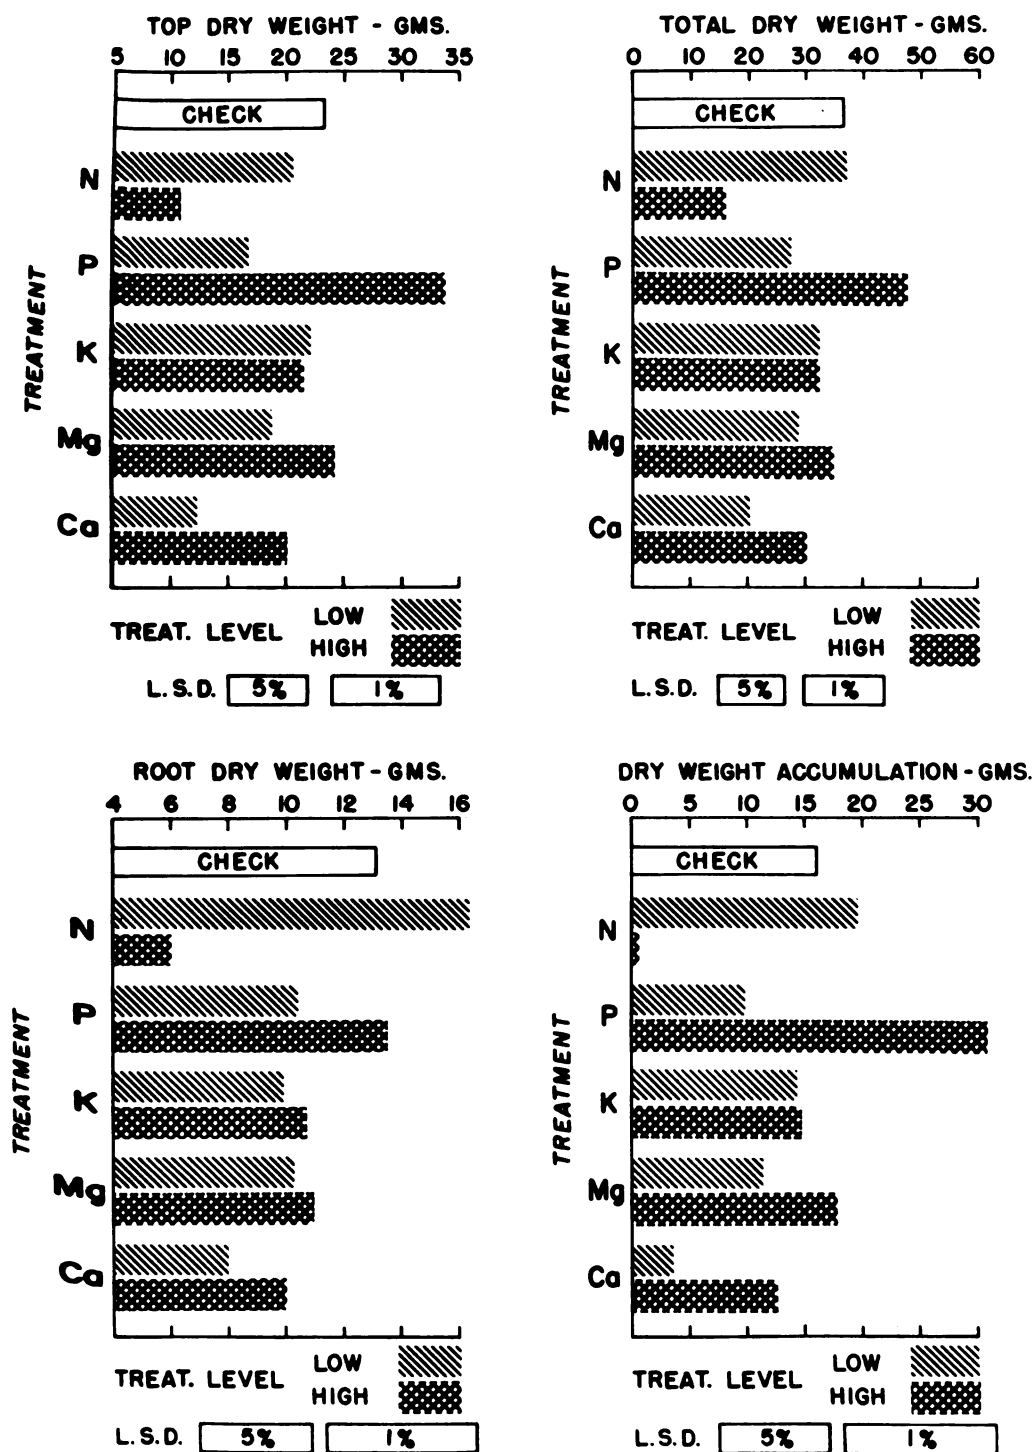 TOP DRY WEIGHT - GMS.
5 10 15 20 25 30 35
CHECK
N
P
K
Mg
Ca
TREATMENT
TREAT. LEVEL
LOW
HIGH
L.S.D. 5% 1%
TOTAL DRY WEIGHT - GMS.
0 10 20 30 40 50 60
CHECK
N
P
K
Mg
Ca
TREATMENT
TREAT. LEVEL
LOW
HIGH
L.S.D. 5% 1%
ROOT DRY WEIGHT - GMS.
4 6 8 10 12 14 16
CHECK
N
P
K
Mg
Ca
TREATMENT
TREAT. LEVEL
LOW
HIGH
L.S.D. 5% 1%
DRY WEIGHT ACCUMULATION - GMS.
0 5 10 15 20 25 30
CHECK
N
P
K
Mg
Ca
TREATMENT
TREAT. LEVEL
LOW
HIGH
L.S.D. 5% 1%